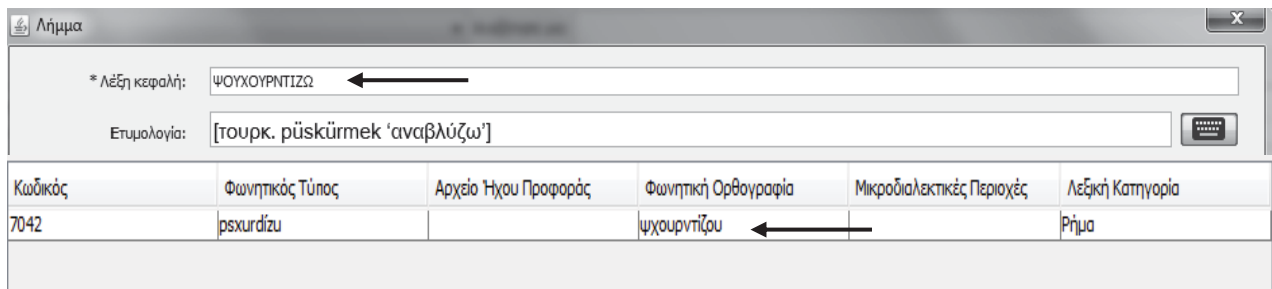 Λήμμα
* Λέξη κεφαλή: ΨΟΥΧΟΥΡΝΤΙΖΩ
Ετυμολογία: [τουρκ. püskürmek ‘αναβλύζω’]
Κωδικός Φωνητικός Τύπος Αρχείο Ήχου Προφοράς Φωνητική Ορθογραφία Μικροδιαλεκτικές Περιοχές Λεξική Κατηγορία
7042 psxurdízu ψχουρντίζου Ρήμα